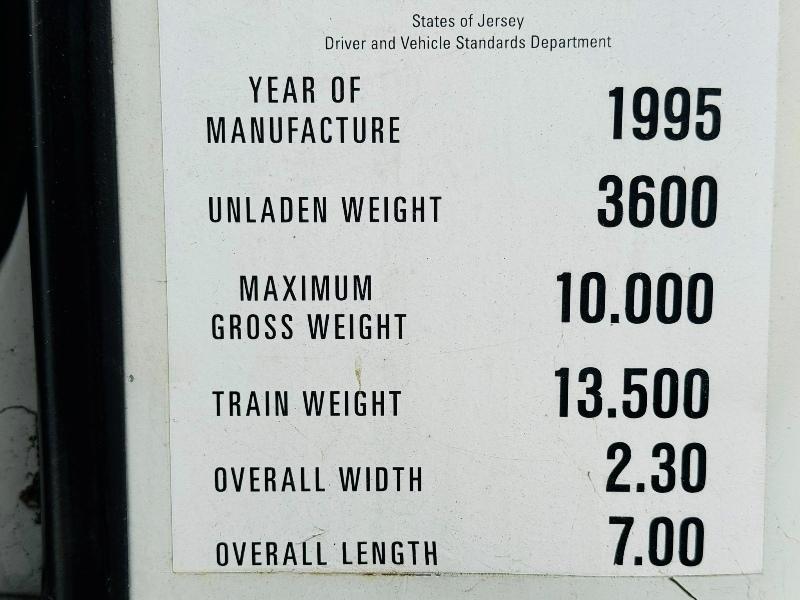 States of Jersey
Driver and Vehicle Standards Department
YEAR OF
MANUFACTURE 1995
UNLADEN WEIGHT 3600
MAXIMUM
GROSS WEIGHT 10.000
TRAIN WEIGHT 13.500
OVERALL WIDTH 2.30
OVERALL LENGTH 7.00